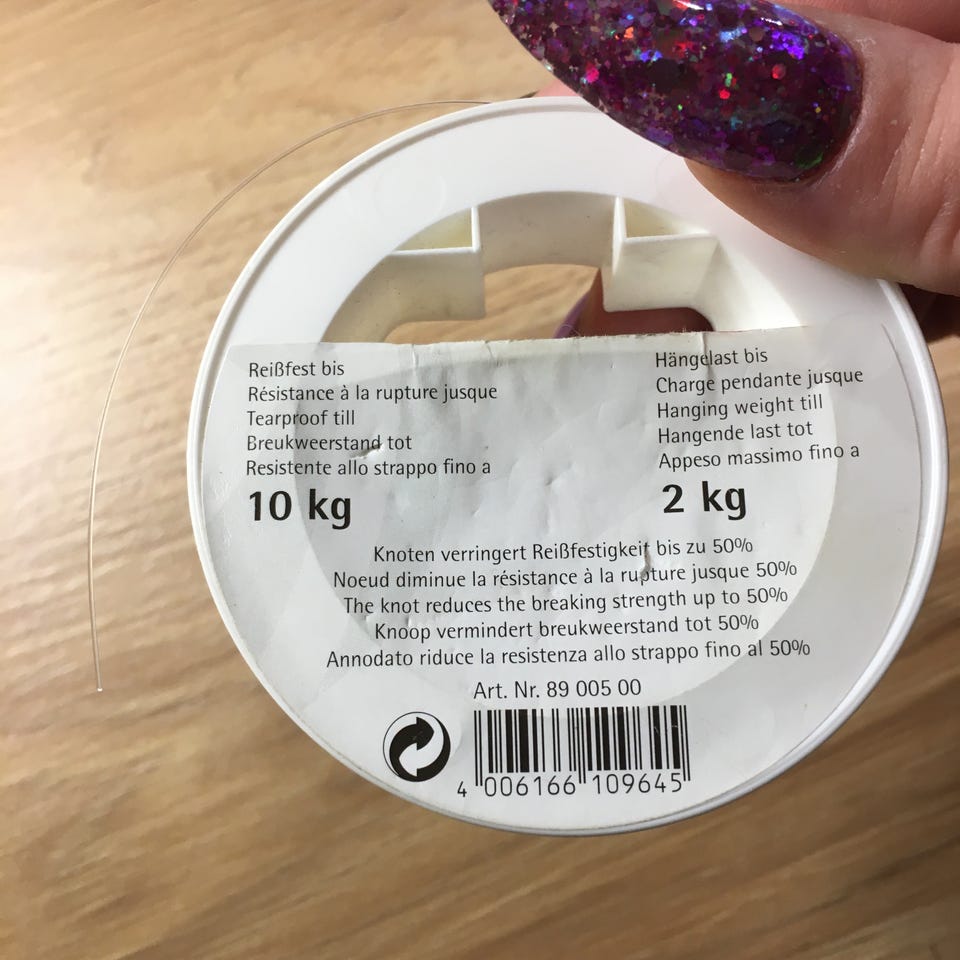 Reißfest bis
Résistance à la rupture jusque
Tearproof till
Breukweerstand tot
Resistente allo strappo fino a
10 kg
Hängelast bis
Charge pendante jusque
Hanging weight till
Hangende last tot
Appeso massimo fino a
2 kg
Knoten verringert Reißfestigkeit bis zu 50%
Noeud diminue la résistance à la rupture jusque 50%
The knot reduces the breaking strength up to 50%
Knoop vermindert breukweerstand tot 50%
Annodato riduce la resistenza allo strappo fino al 50%
Art. Nr. 89 005 00
4 006166 109645